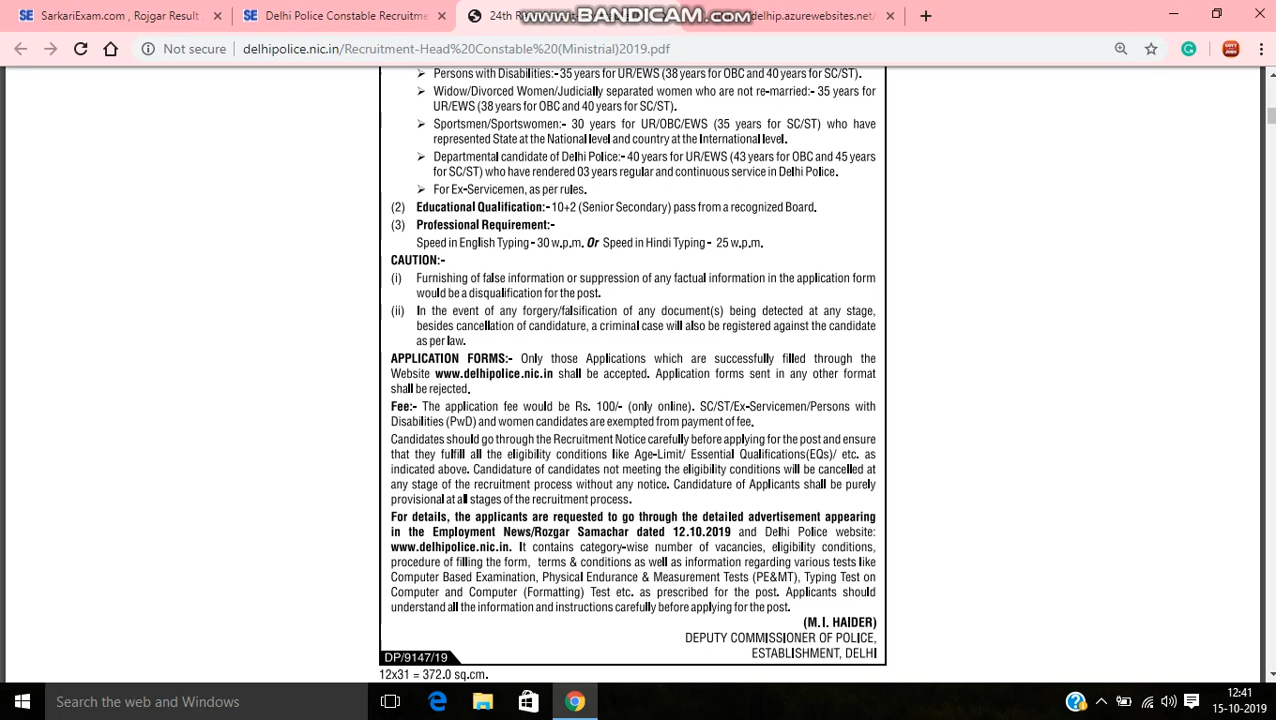 SarkariExam.com , Rojgar Result
Delhi Police Constable Recruitme
24th R
www.BANDICAM.com
delhip.azurewebsites.net/
Not secure | delhipolice.nic.in/Recruitment-Head%20Constable%20(Ministrial)2019.pdf
➢ Persons with Disabilities:- 35 years for UR/EWS (38 years for OBC and 40 years for SC/ST).
➢ Widow/Divorced Women/Judicially separated women who are not re-married:- 35 years for
UR/EWS (38 years for OBC and 40 years for SC/ST).
➢ Sportsmen/Sportswomen:- 30 years for UR/OBC/EWS (35 years for SC/ST) who have
represented State at the National level and country at the International level.
➢ Departmental candidate of Delhi Police:- 40 years for UR/EWS (43 years for OBC and 45 years
for SC/ST) who have rendered 03 years regular and continuous service in Delhi Police.
➢ For Ex-Servicemen, as per rules.
(2) Educational Qualification:- 10+2 (Senior Secondary) pass from a recognized Board.
(3) Professional Requirement:-
Speed in English Typing - 30 w.p.m. Or Speed in Hindi Typing - 25 w.p.m.
CAUTION:-
(i) Furnishing of false information or suppression of any factual information in the application form
would be a disqualification for the post.
(ii) In the event of any forgery/falsification of any document(s) being detected at any stage,
besides cancellation of candidature, a criminal case will also be registered against the candidate
as per law.
APPLICATION FORMS:- Only those Applications which are successfully filled through the
Website www.delhipolice.nic.in shall be accepted. Application forms sent in any other format
shall be rejected.
Fee:- The application fee would be Rs. 100/- (only online). SC/ST/Ex-Servicemen/Persons with
Disabilities (PwD) and women candidates are exempted from payment of fee.
Candidates should go through the Recruitment Notice carefully before applying for the post and ensure
that they fulfill all the eligibility conditions like Age-Limit/ Essential Qualifications(EQs)/ etc. as
indicated above. Candidature of candidates not meeting the eligibility conditions will be cancelled at
any stage of the recruitment process without any notice. Candidature of Applicants shall be purely
provisional at all stages of the recruitment process.
For details, the applicants are requested to go through the detailed advertisement appearing
in the Employment News/Rozgar Samachar dated 12.10.2019 and Delhi Police website:
www.delhipolice.nic.in. It contains category-wise number of vacancies, eligibility conditions,
procedure of filling the form, terms & conditions as well as information regarding various tests like
Computer Based Examination, Physical Endurance & Measurement Tests (PE&MT), Typing Test on
Computer and Computer (Formatting) Test etc. as prescribed for the post. Applicants should
understand all the information and instructions carefully before applying for the post.
(M.I. HAIDER)
DEPUTY COMMISSIONER OF POLICE,
ESTABLISHMENT, DELHI
DP/9147/19
12x31 = 372.0 sq.cm.
Search the web and Windows
12:41
15-10-2019